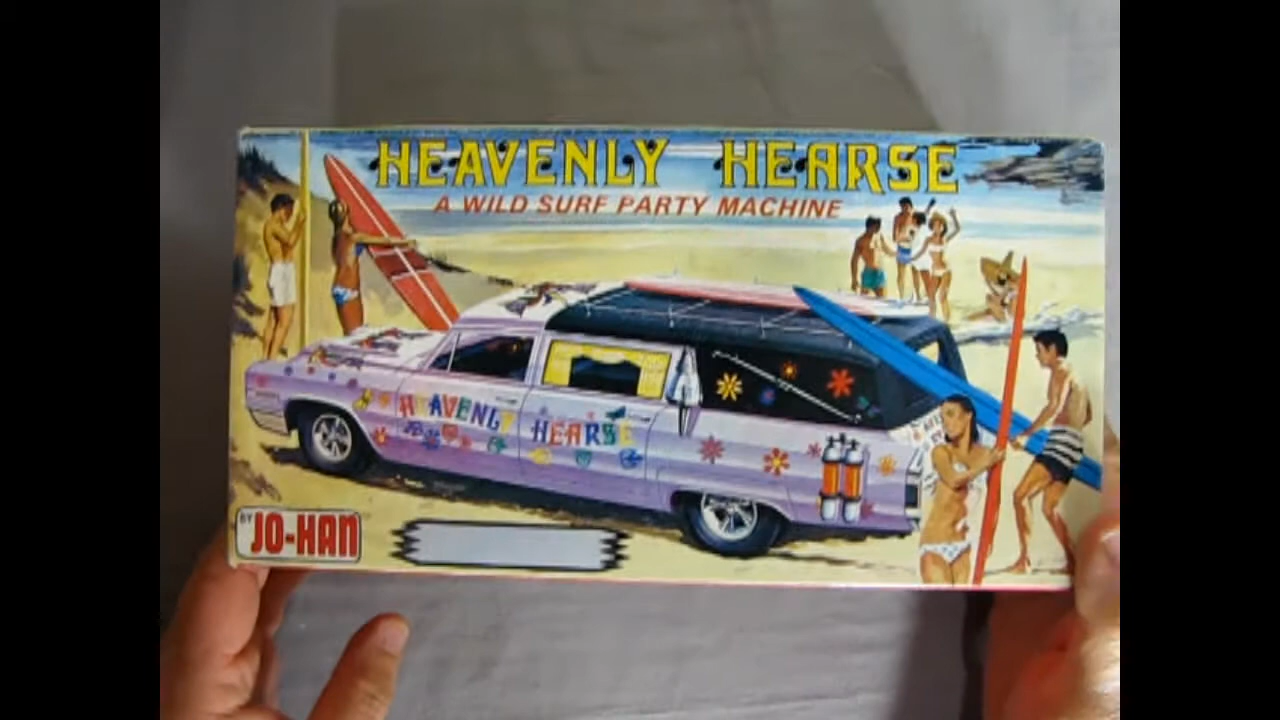 HEAVENLY HEARSE
A WILD SURF PARTY MACHINE
HEAVENLY
HEARSE
BY JO-HAN